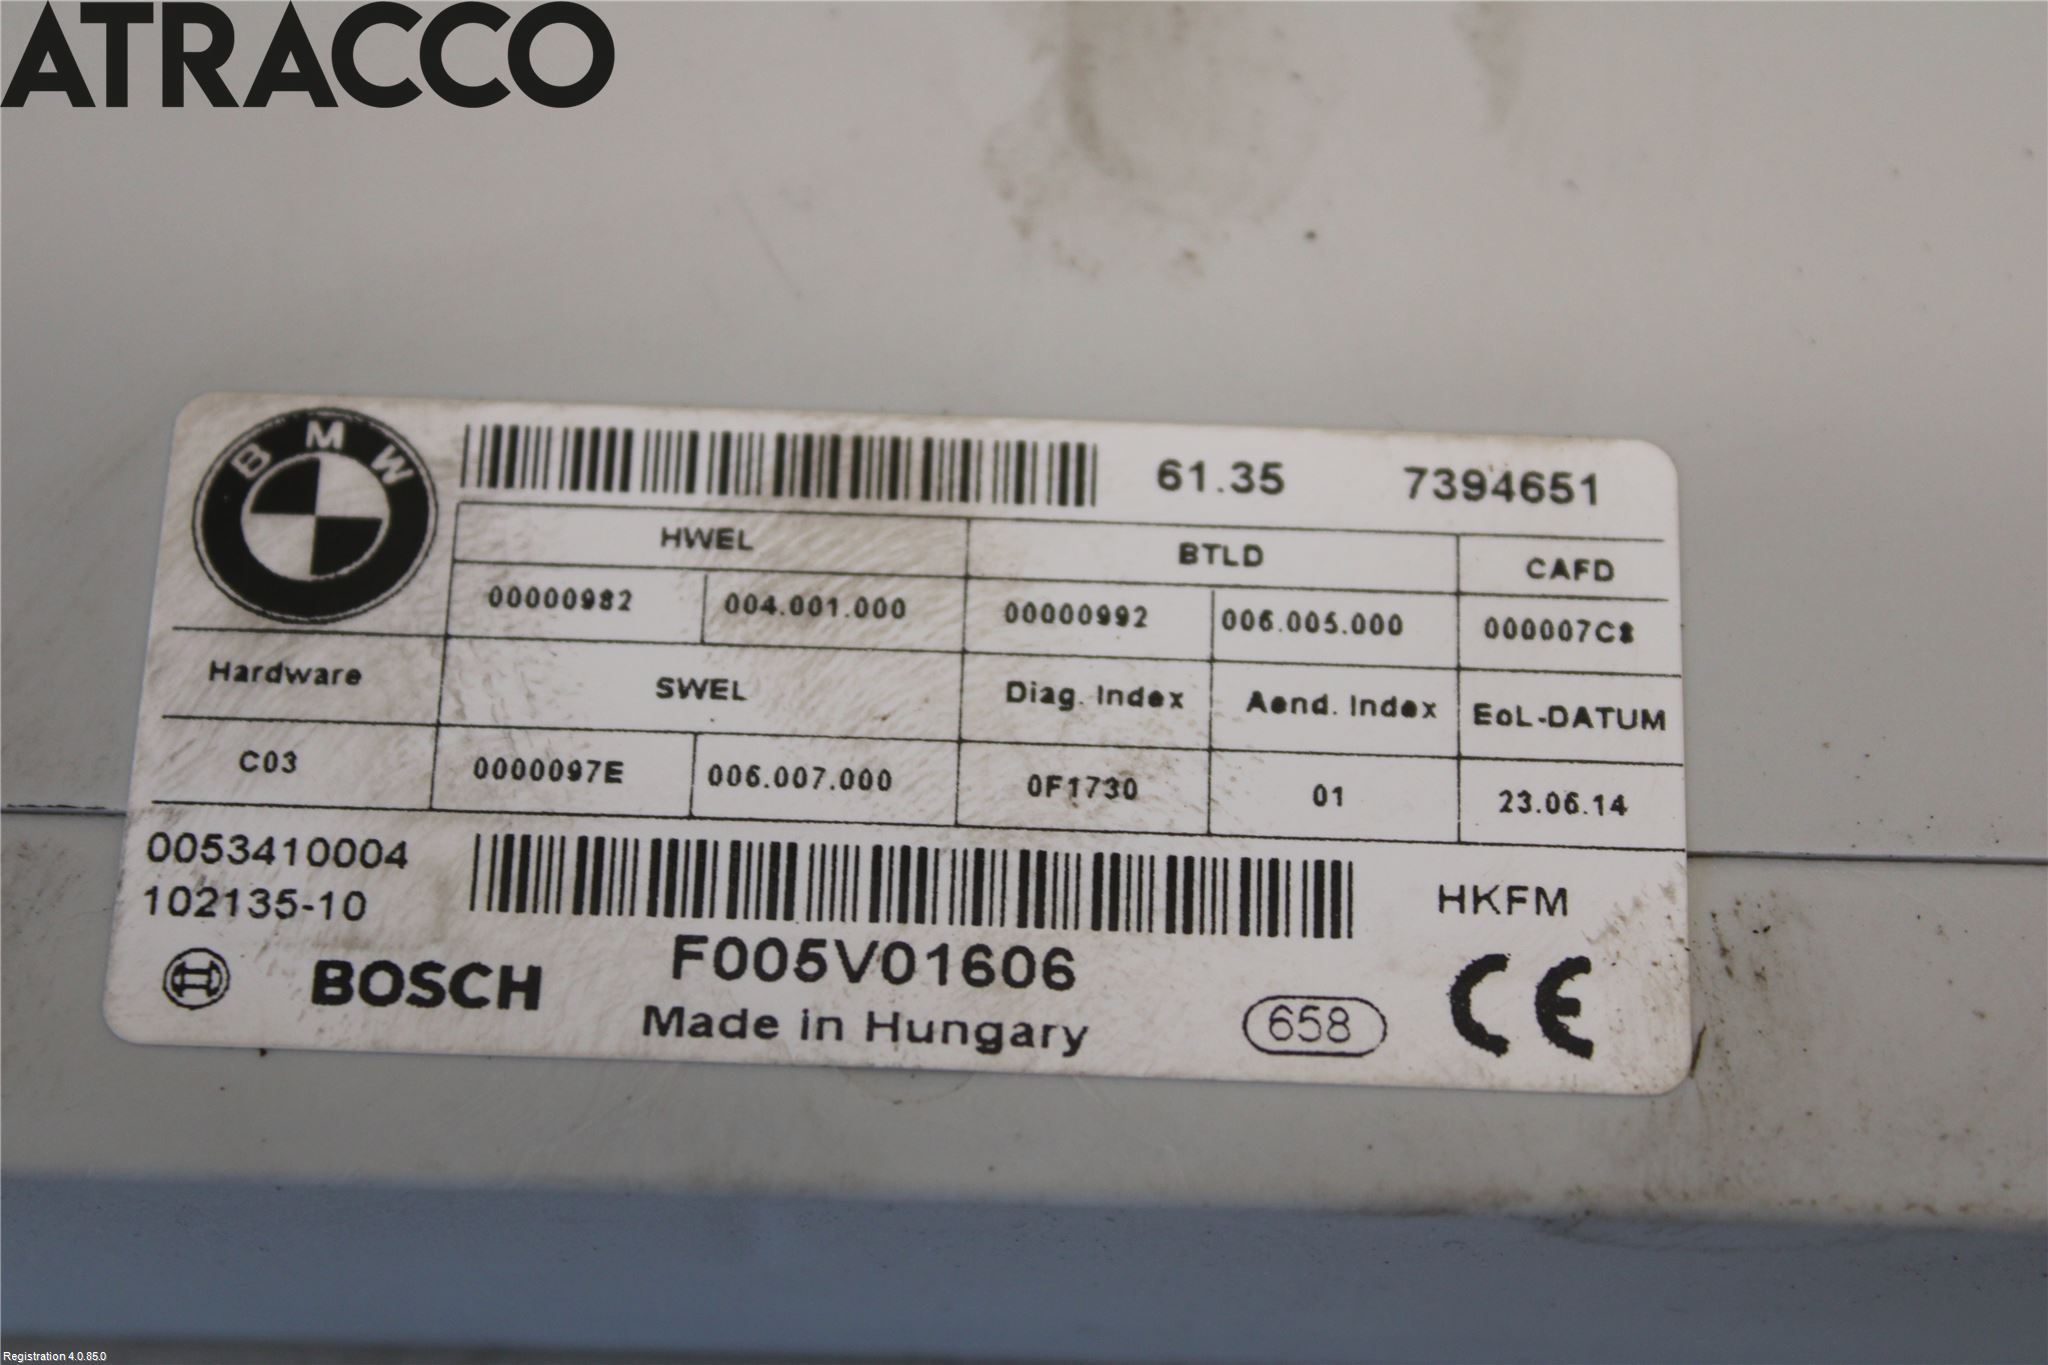 ATRACCO
BMW
61.35 7394651
HWEL BTLD CAFD
00000982 004.001.000 00000992 006.005.000 000007C8
Hardware SWEL Diag. Index Aend. Index EoL-DATUM
C03 0000097E 006.007.000 0F1730 01 23.06.14
0053410004
102135-10
HKFM
BOSCH F005V01606
Made in Hungary 658 CE
Registration 4.0.85.0